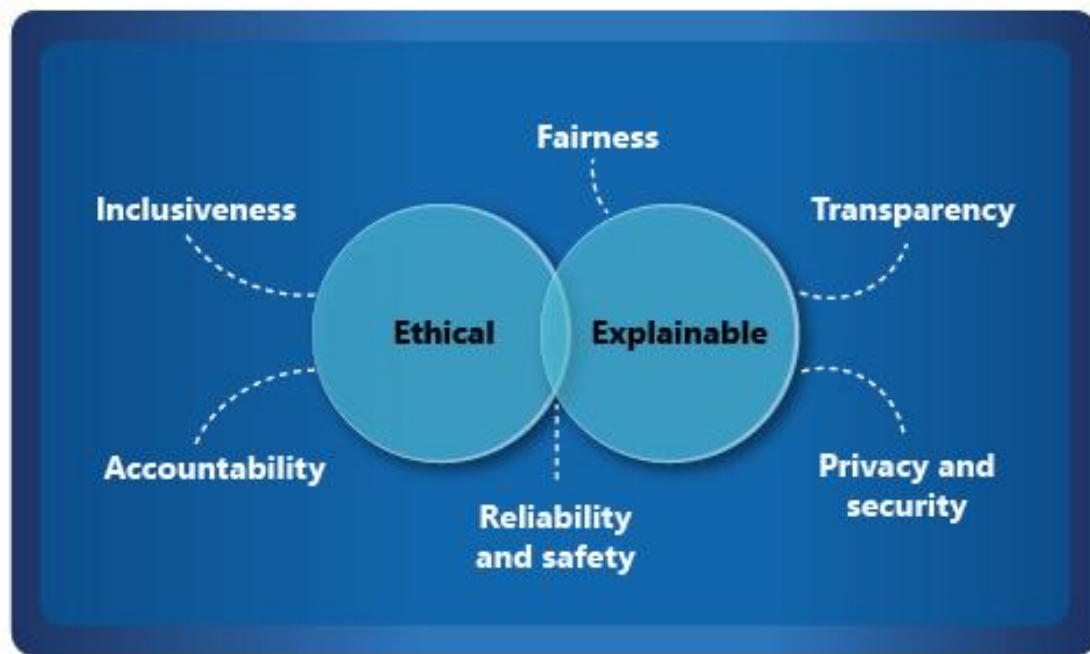 Fairness
Inclusiveness
Transparency
Ethical
Explainable
Accountability
Privacy and
security
Reliability
and safety